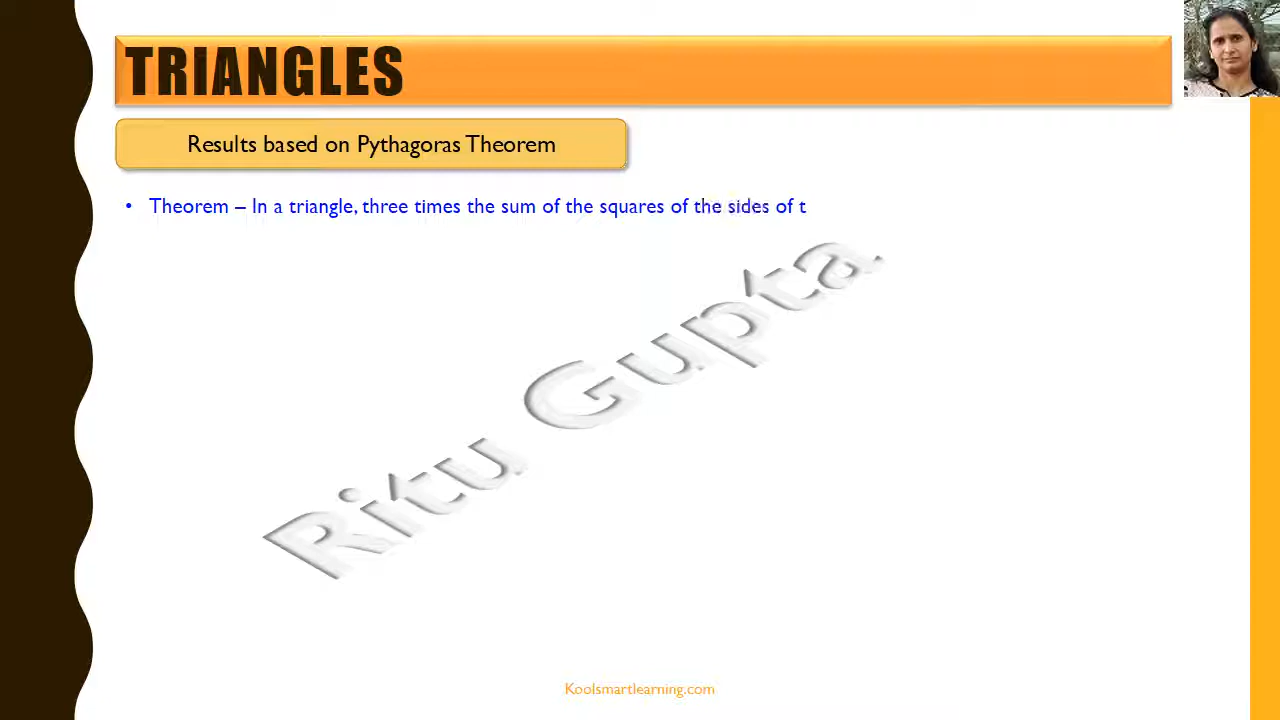 TRIANGLES
Results based on Pythagoras Theorem
• Theorem – In a triangle, three times the sum of the squares of the sides of t
Ritu Gupta
Koolsmartlearning.com